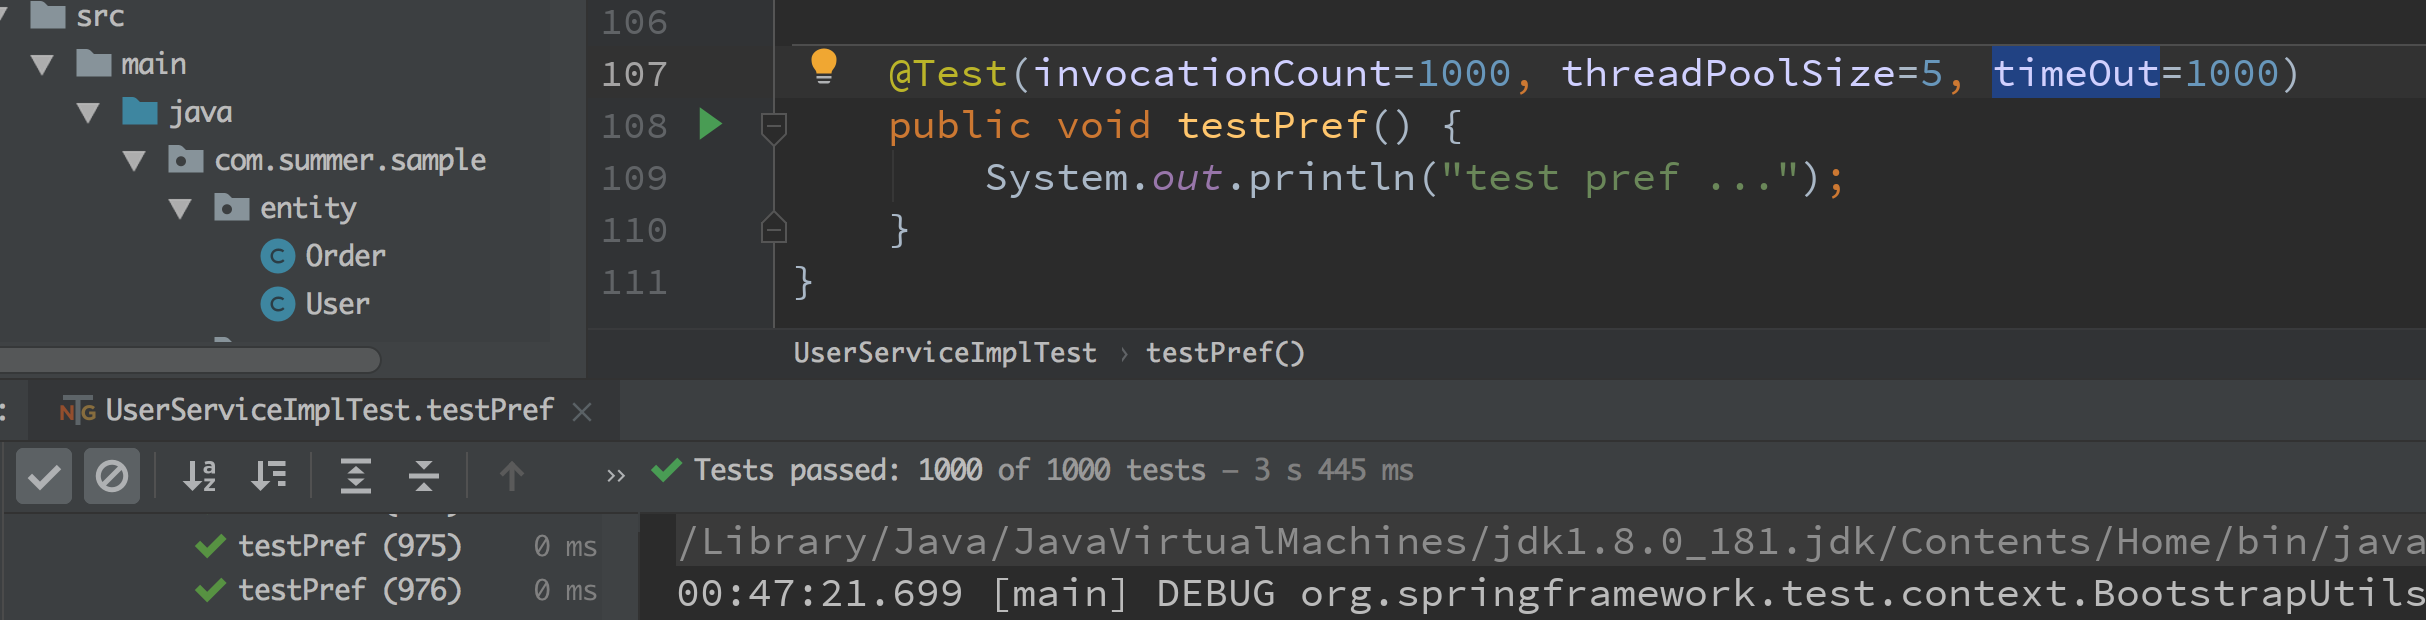 src
main
java
com.summer.sample
entity
Order
User
106
107 @Test(invocationCount=1000, threadPoolSize=5, timeOut=1000)
108 public void testPref() {
109 System.out.println("test pref ...");
110 }
111 }
UserServiceImplTest › testPref()
: NTG UserServiceImplTest.testPref ×
» Tests passed: 1000 of 1000 tests – 3 s 445 ms
testPref (975) 0 ms
testPref (976) 0 ms
/Library/Java/JavaVirtualMachines/jdk1.8.0_181.jdk/Contents/Home/bin/java
00:47:21.699 [main] DEBUG org.springframework.test.context.BootstrapUtils